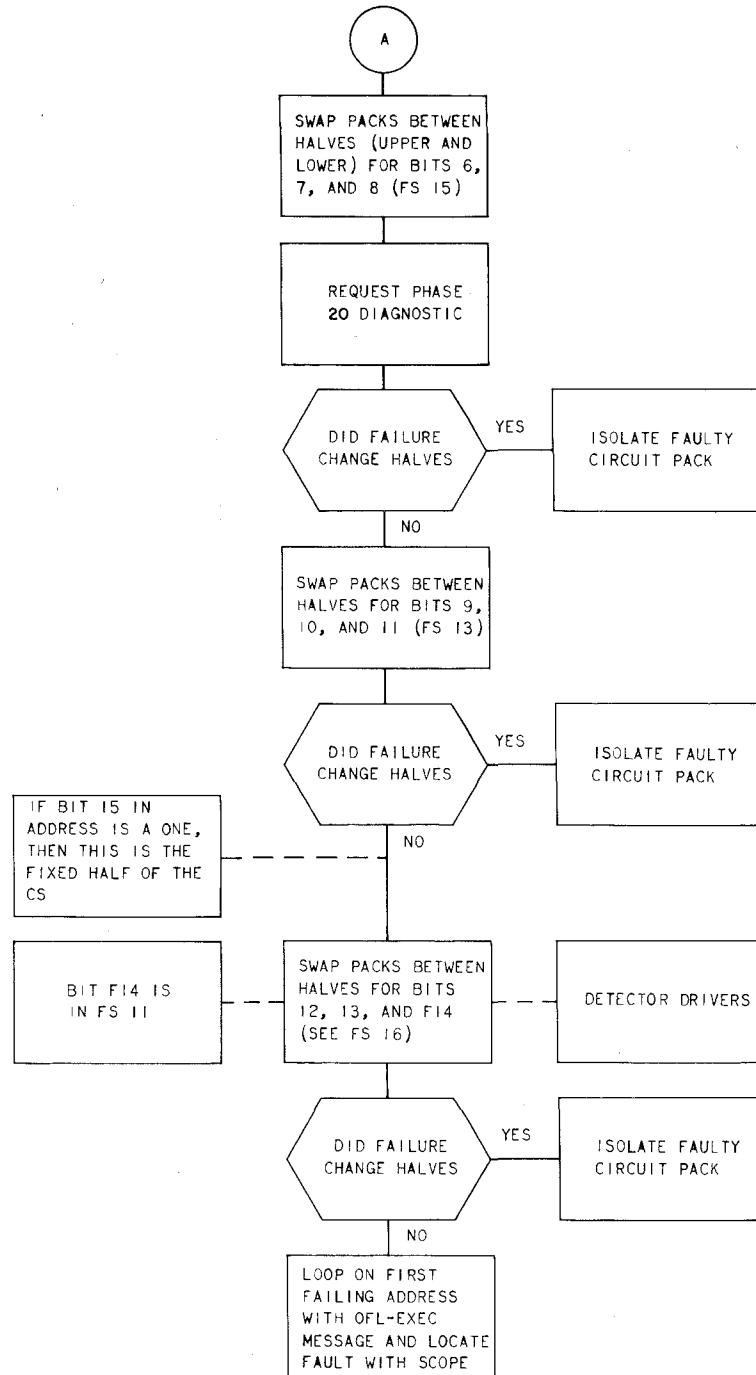 A
SWAP PACKS BETWEEN
HALVES (UPPER AND
LOWER) FOR BITS 6,
7, AND 8 (FS 15)
REQUEST PHASE
20 DIAGNOSTIC
DID FAILURE
CHANGE HALVES
YES
ISOLATE FAULTY
CIRCUIT PACK
NO
SWAP PACKS BETWEEN
HALVES FOR BITS 9,
10, AND 11 (FS 13)
DID FAILURE
CHANGE HALVES
YES
ISOLATE FAULTY
CIRCUIT PACK
NO
IF BIT 15 IN
ADDRESS IS A ONE,
THEN THIS IS THE
FIXED HALF OF THE
CS
BIT F14 IS
IN FS 11
SWAP PACKS BETWEEN
HALVES FOR BITS
12, 13, AND F14
(SEE FS 16)
DETECTOR DRIVERS
DID FAILURE
CHANGE HALVES
YES
ISOLATE FAULTY
CIRCUIT PACK
NO
LOOP ON FIRST
FAILING ADDRESS
WITH OFL-EXEC
MESSAGE AND LOCATE
FAULT WITH SCOPE